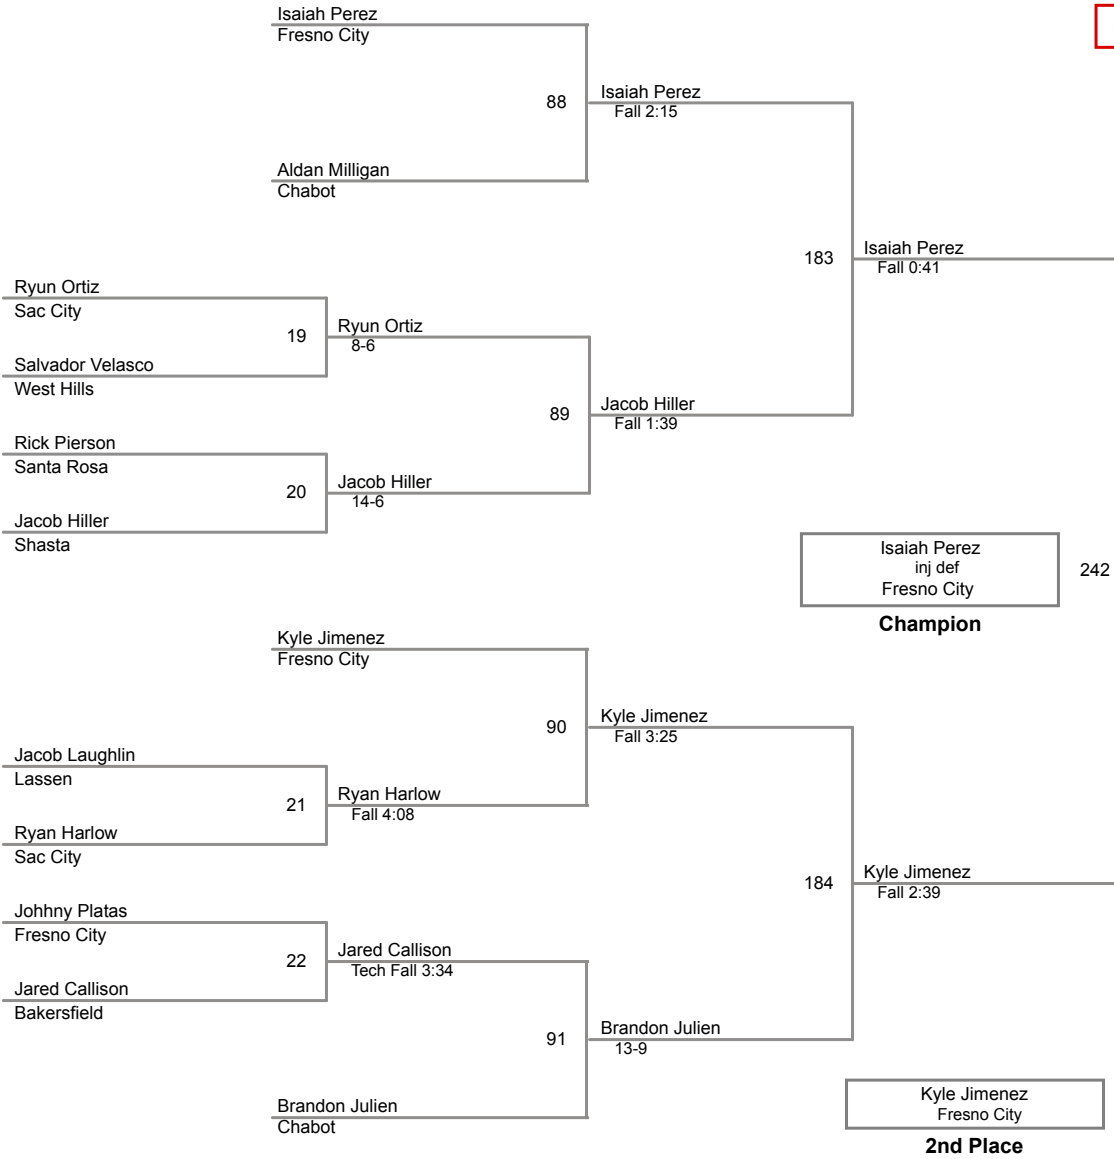 Isaiah Perez
Fresno City
88
Isaiah Perez
Fall 2:15
Aldan Milligan
Chabot
183
Isaiah Perez
Fall 0:41
Ryun Ortiz
Sac City
19
Ryun Ortiz
8-6
Salvador Velasco
West Hills
89
Jacob Hiller
Fall 1:39
Rick Pierson
Santa Rosa
20
Jacob Hiller
14-6
Jacob Hiller
Shasta
Isaiah Perez
inj def
Fresno City
242
Champion
Kyle Jimenez
Fresno City
90
Kyle Jimenez
Fall 3:25
Jacob Laughlin
Lassen
21
Ryan Harlow
Fall 4:08
Ryan Harlow
Sac City
184
Kyle Jimenez
Fall 2:39
Johhny Platas
Fresno City
22
Jared Callison
Tech Fall 3:34
Jared Callison
Bakersfield
91
Brandon Julien
13-9
Brandon Julien
Chabot
Kyle Jimenez
Fresno City
2nd Place